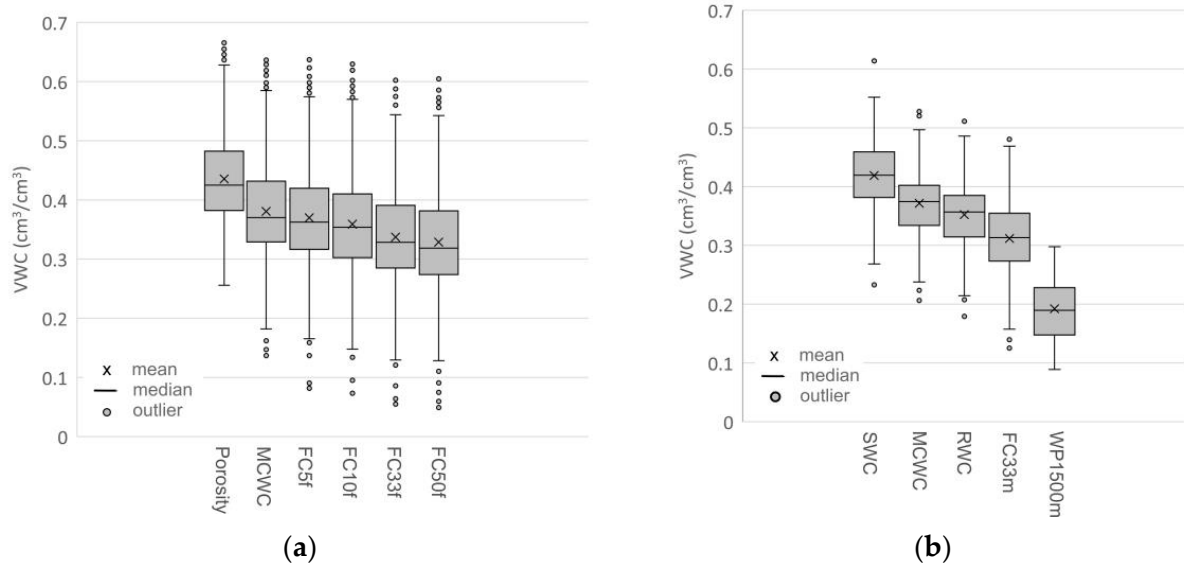 0.7
0.6
0.5
0.4
0.3
0.2
0.1
0
VWC (cm³/cm³)
× mean
median
outlier
Porosity
MCWC
FC5f
FC10f
FC33f
FC50f
(a)
0.7
0.6
0.5
0.4
0.3
0.2
0.1
0
VWC (cm³/cm³)
× mean
median
outlier
SWC
MCWC
RWC
FC33m
WP1500m
(b)